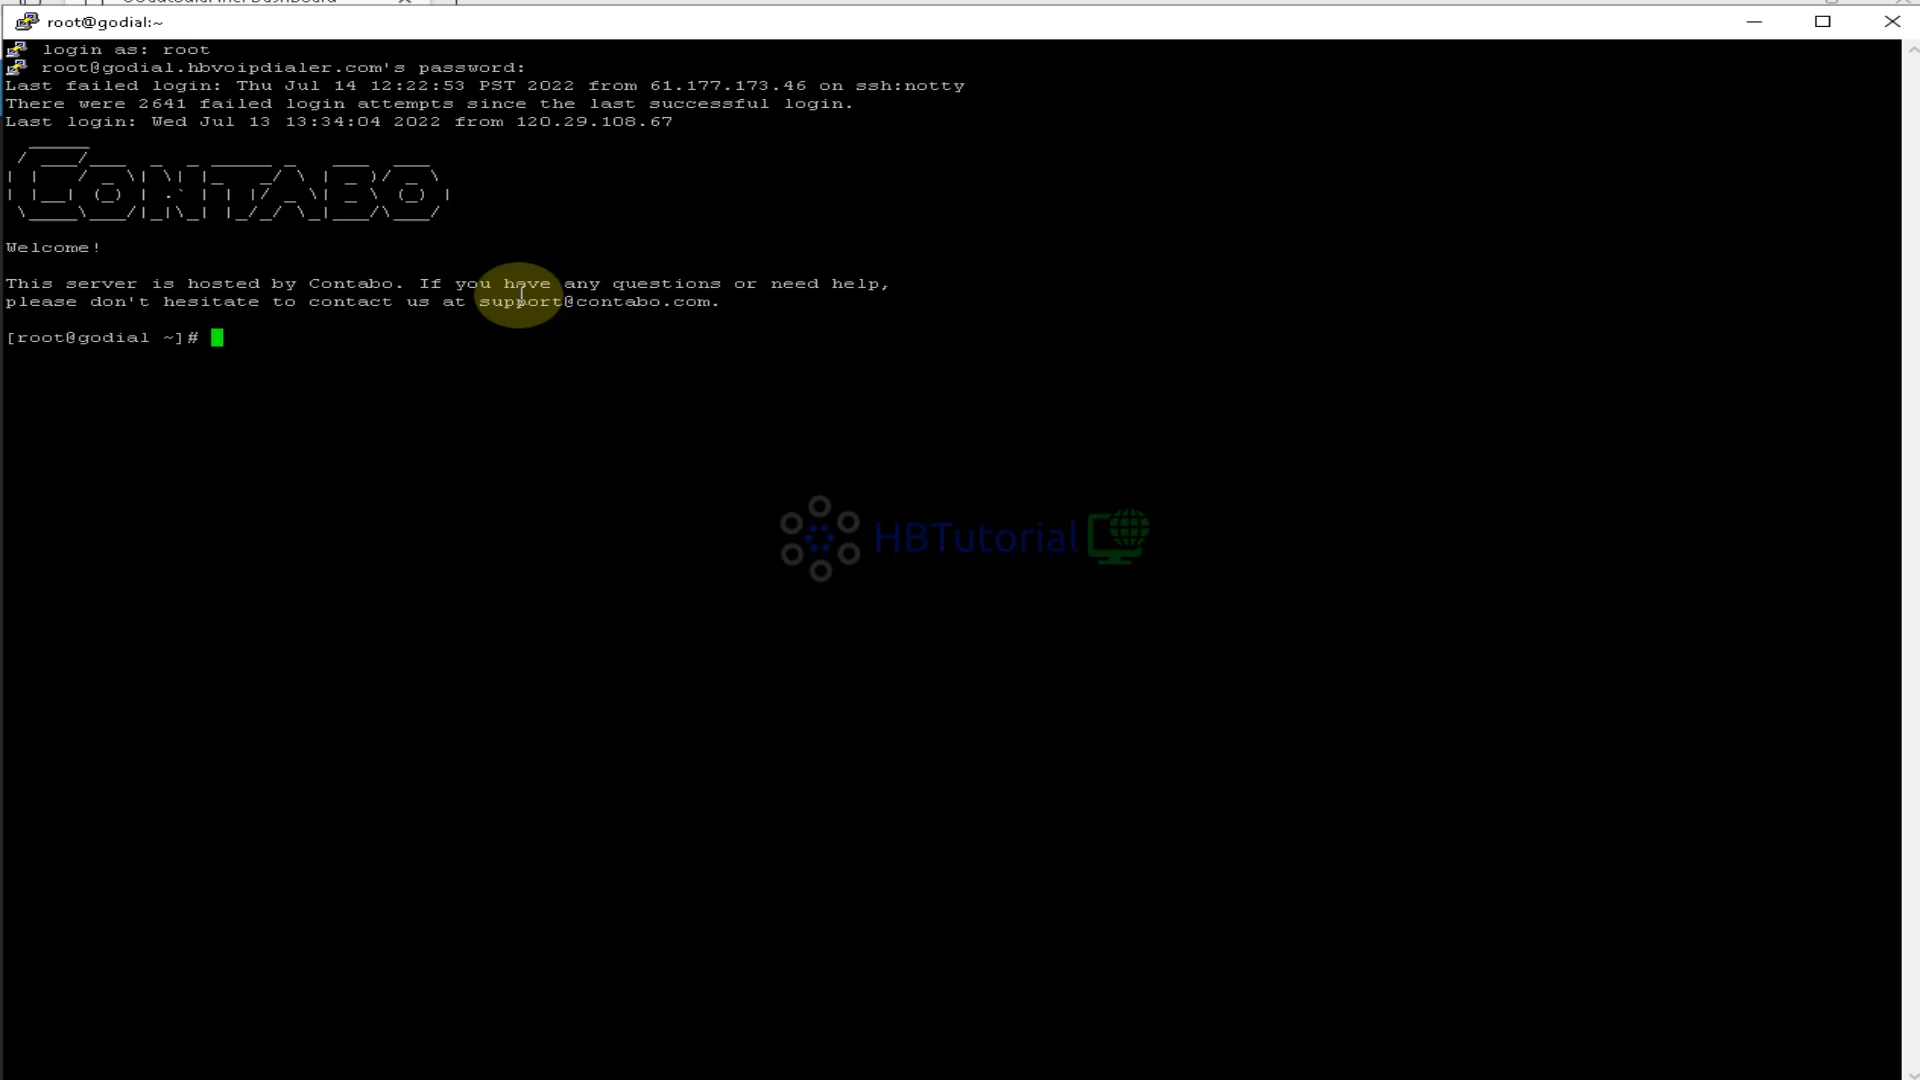 root@godial:~
login as: root
root@godial.hbvoipdialer.com's password:
Last failed login: Thu Jul 14 12:22:53 PST 2022 from 61.177.173.46 on ssh:notty
There were 2641 failed login attempts since the last successful login.
Last login: Wed Jul 13 13:34:04 2022 from 120.29.108.67
CONTABO
Welcome!
This server is hosted by Contabo. If you have any questions or need help,
please don't hesitate to contact us at support@contabo.com.
[root@godial ~]#
HBTutorial